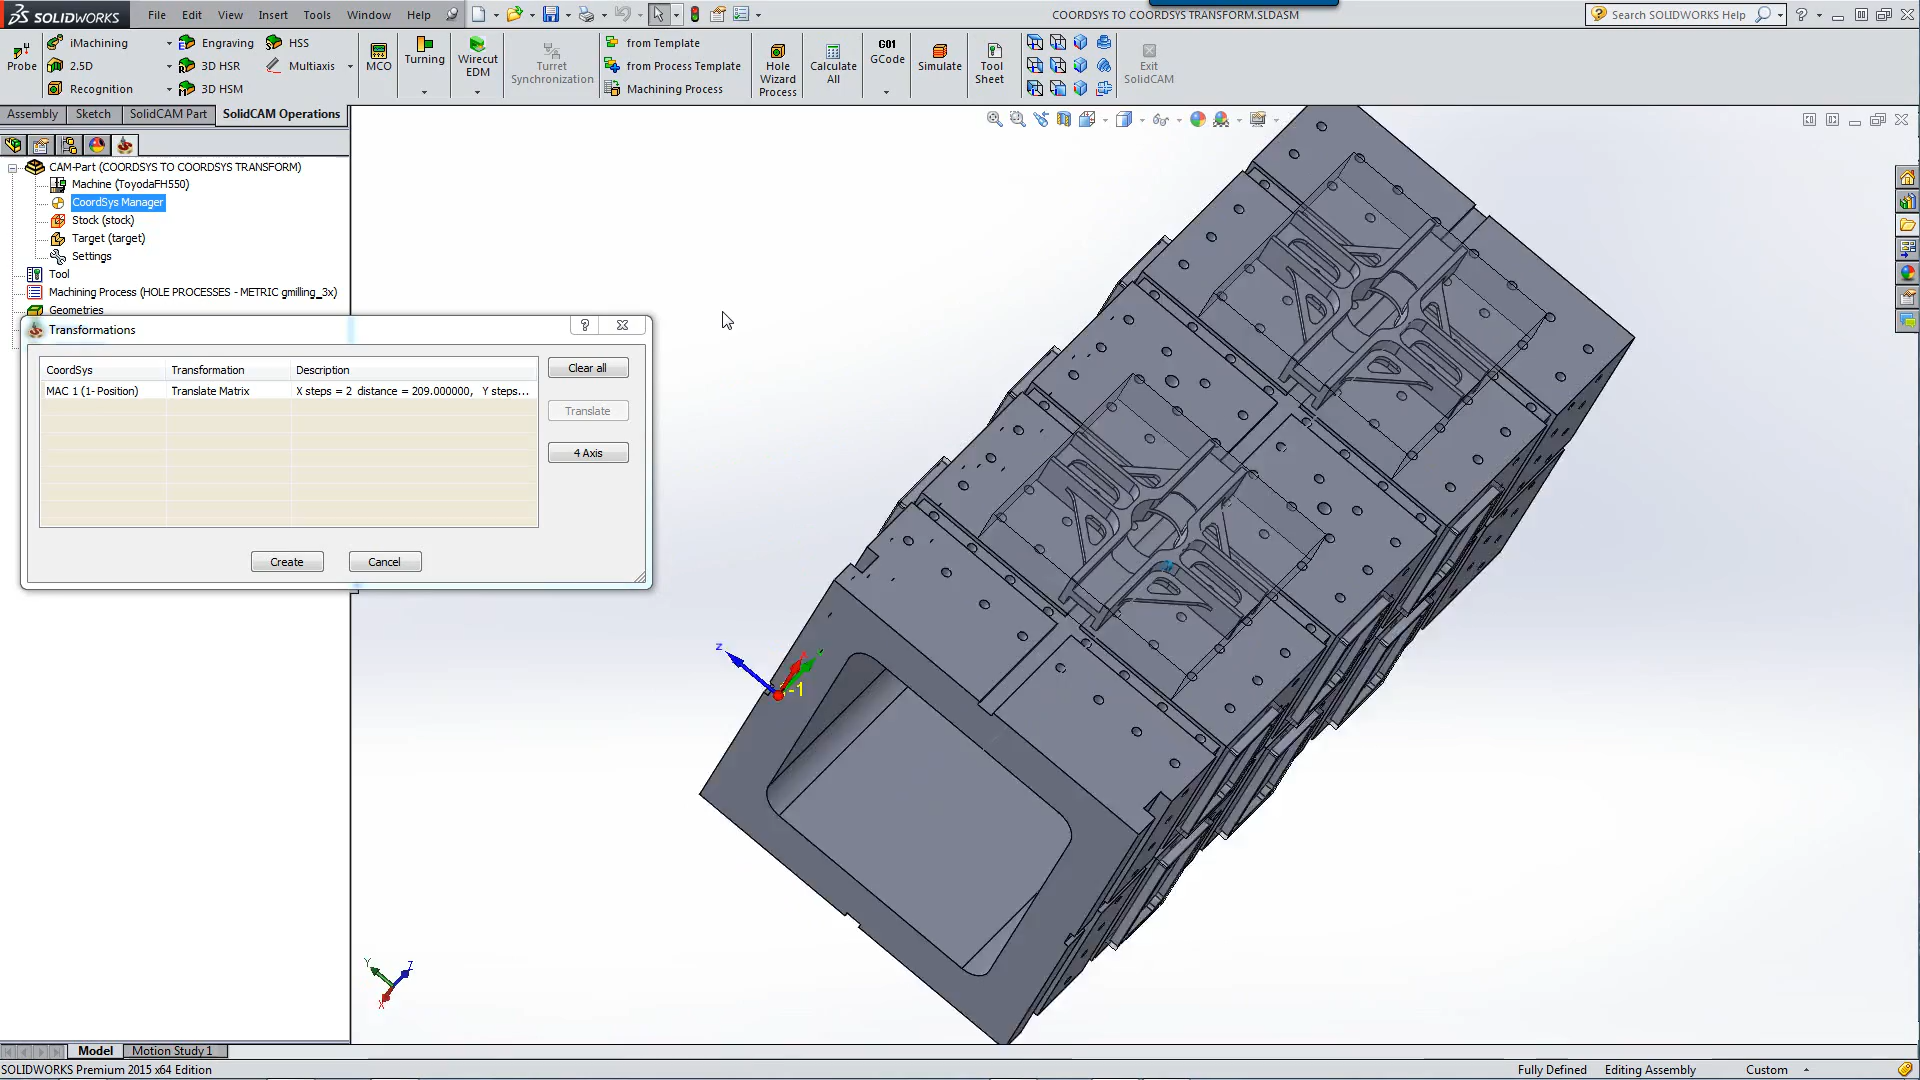 SOLIDWORKS
File Edit View Insert Tools Window Help
COORDSYS TO COORDSYS TRANSFORM.SLDASM
Search SOLIDWORKS Help
Probe
iMachining
2.5D
Recognition
Engraving
3D HSR
3D HSM
HSS
Multiaxis
MCO
Turning
Wirecut
EDM
Turret
Synchronization
from Template
from Process Template
Machining Process
Hole
Wizard
Process
Calculate
All
G01
GCode
Simulate
Tool
Sheet
Exit
SolidCAM
Assembly Sketch SolidCAM Part SolidCAM Operations
CAM-Part (COORDSYS TO COORDSYS TRANSFORM)
Machine (ToyodaFH550)
CoordSys Manager
Stock (stock)
Target (target)
Settings
Tool
Machining Process (HOLE PROCESSES - METRIC gmilling_3x)
Geometries
Transformations
CoordSys Transformation Description
MAC 1 (1- Position) Translate Matrix X steps = 2 distance = 209.000000, Y steps...
Clear all
Translate
4 Axis
Create Cancel
z
-1
Y Z
X
Model Motion Study 1
SOLIDWORKS Premium 2015 x64 Edition
Fully Defined Editing Assembly Custom